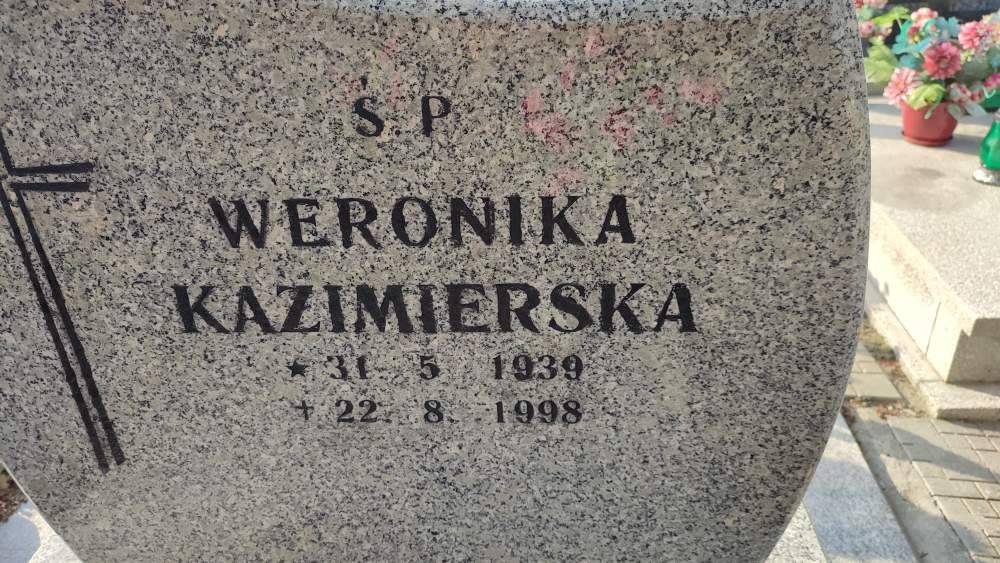 Ś. P.
WERONIKA
KAZIMIERSKA
★ 31. 5. 1939
+ 22. 8. 1998